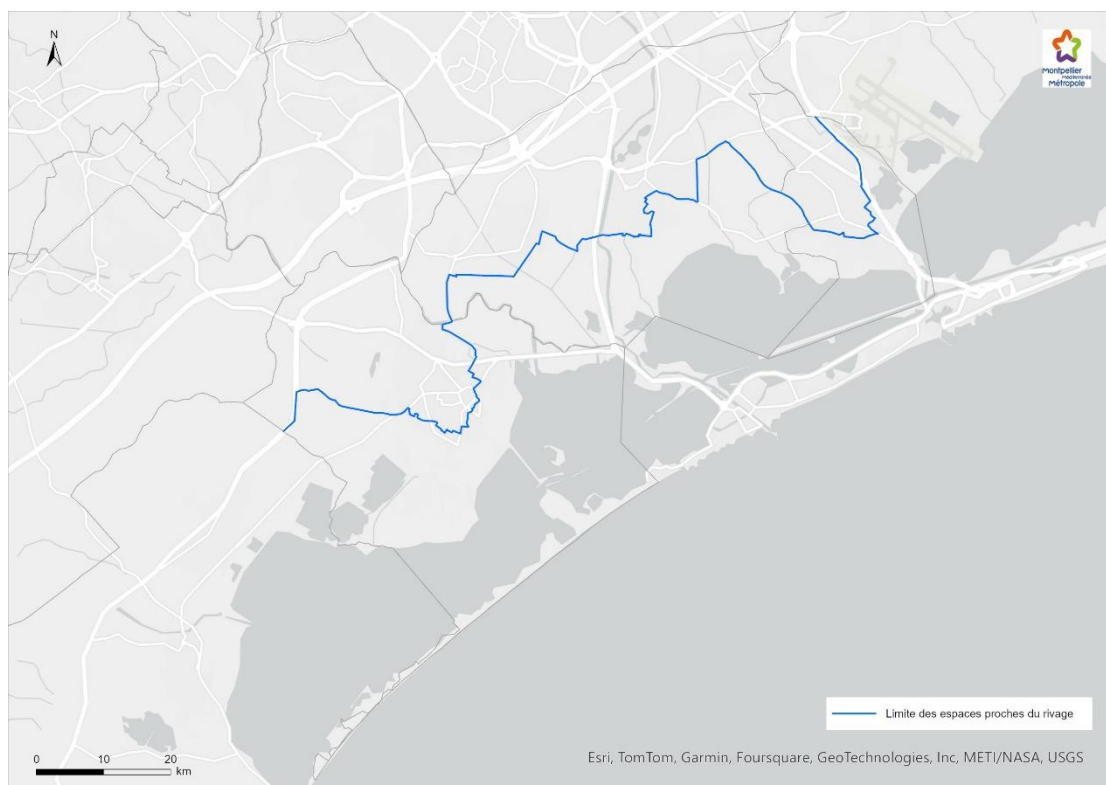 N
Montpellier
Méditerranée
Métropole
Limite des espaces proches du rivage
0 10 20
km
Esri, TomTom, Garmin, Foursquare, GeoTechnologies, Inc, METI/NASA, USGS